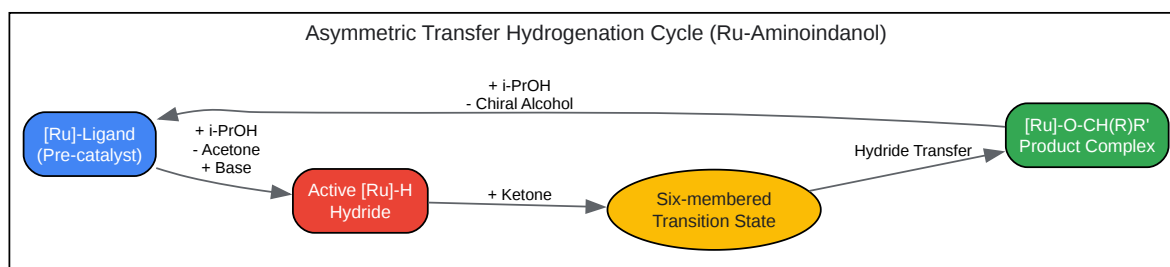 Asymmetric Transfer Hydrogenation Cycle (Ru-Aminoindanol)
+ i-PrOH
- Chiral Alcohol
[Ru]-Ligand
(Pre-catalyst)
+ i-PrOH
- Acetone
+ Base
Active [Ru]-H
Hydride
+ Ketone
Six-membered
Transition State
Hydride Transfer
[Ru]-O-CH(R)R'
Product Complex